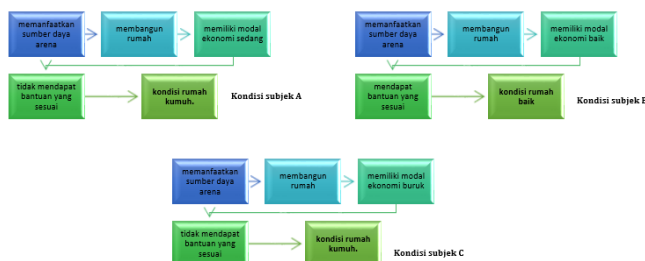 memanfaatkan
sumber daya
arena
membangun
rumah
memiliki modal
ekonomi sedang
tidak mendapat
bantuan yang
sesuai
kondisi rumah
kumuh.
Kondisi subjek A
memanfaatkan
sumber daya
arena
membangun
rumah
memiliki modal
ekonomi baik
mendapat
bantuan yang
sesuai
kondisi rumah
baik
Kondisi subjek
memanfaatkan
sumber daya
arena
membangun
rumah
memiliki modal
ekonomi buruk
tidak mendapat
bantuan yang
sesuai
kondisi rumah
kumuh.
Kondisi subjek C